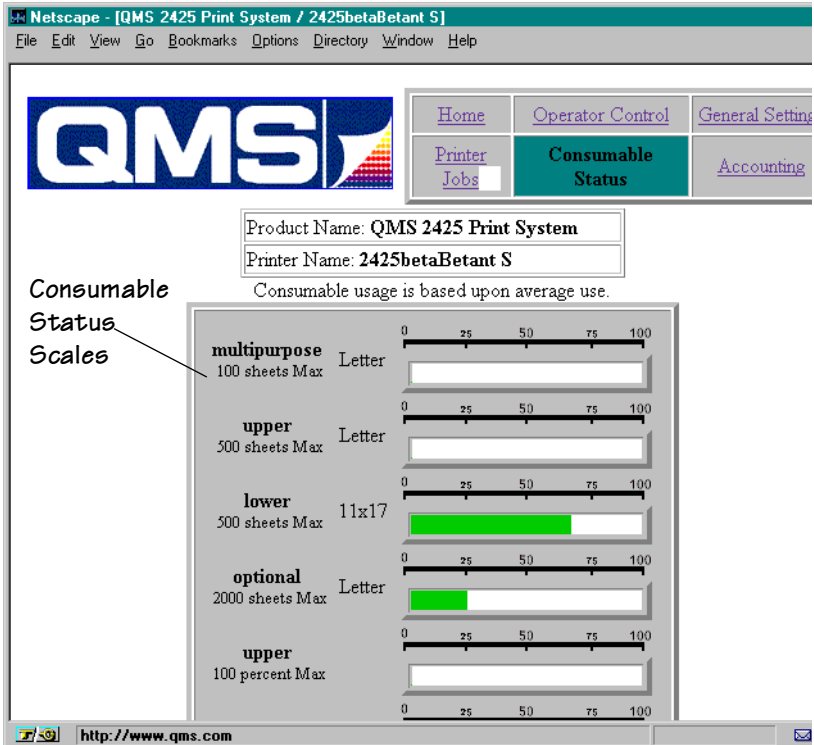 Netscape - [QMS 2425 Print System / 2425betaBetant S]
File Edit View Go Bookmarks Options Directory Window Help
QMS
Home Operator Control General Setting
Printer Jobs Consumable Status Accounting
Product Name: QMS 2425 Print System
Printer Name: 2425betaBetant S
Consumable usage is based upon average use.
Consumable
Status
Scales
0 25 50 75 100
multipurpose
100 sheets Max
Letter
0 25 50 75 100
upper
500 sheets Max
Letter
0 25 50 75 100
lower
500 sheets Max
11x17
0 25 50 75 100
optional
2000 sheets Max
Letter
0 25 50 75 100
upper
100 percent Max
0 25 50 75 100
http://www.qms.com